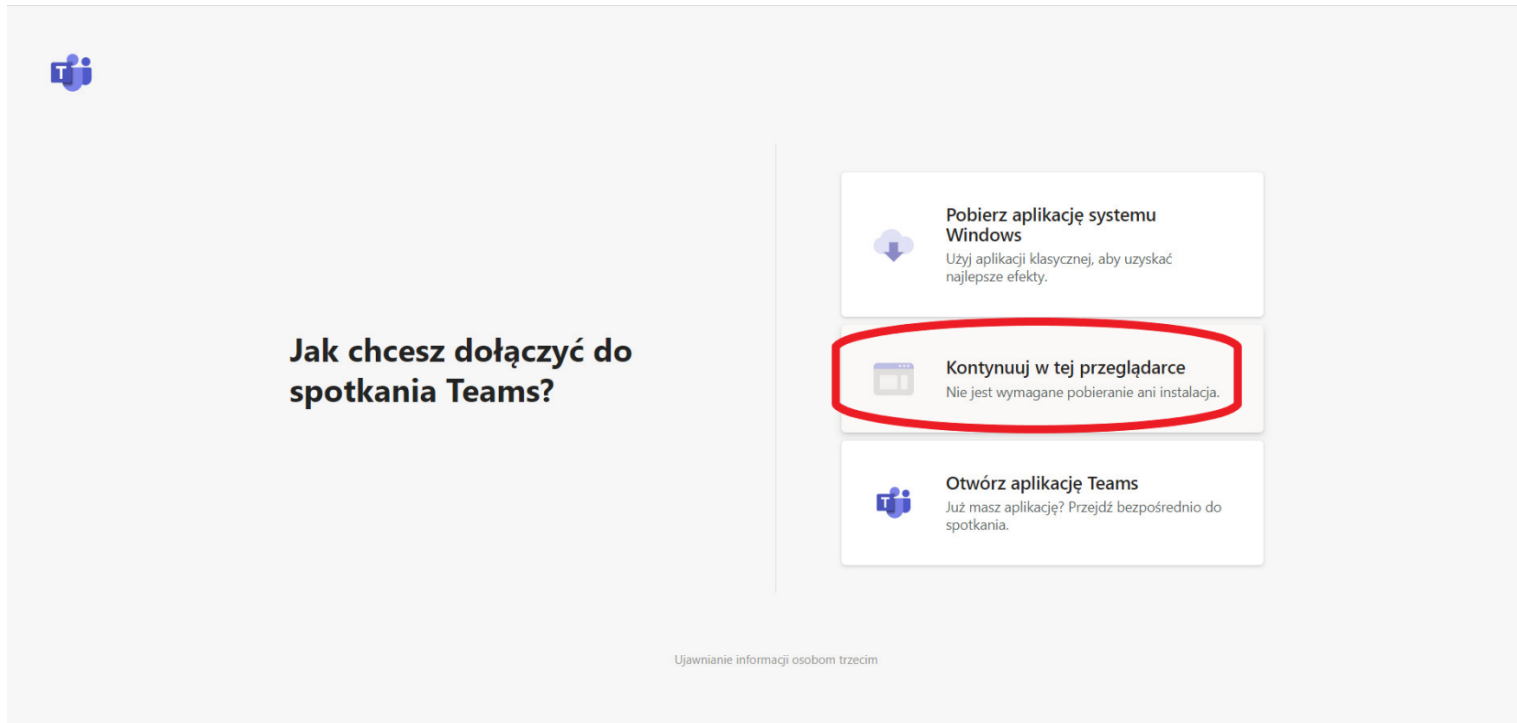 Jak chcesz dołączyć do
spotkania Teams?
Pobierz aplikację systemu
Windows
Użyj aplikacji klasycznej, aby uzyskać
najlepsze efekty.
Kontynuuj w tej przeglądarce
Nie jest wymagane pobieranie ani instalacja.
Otwórz aplikację Teams
Już masz aplikację? Przejdź bezpośrednio do
spotkania.
Ujawnianie informacji osobom trzecim